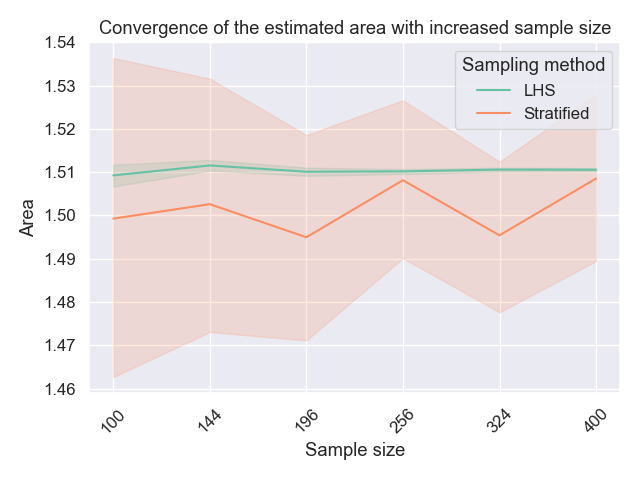 Convergence of the estimated area with increased sample size
1.54
1.53
1.52
1.51
1.50
1.49
1.48
1.47
1.46
Area
Sampling method
LHS
Stratified
100
144
196
256
324
400
Sample size